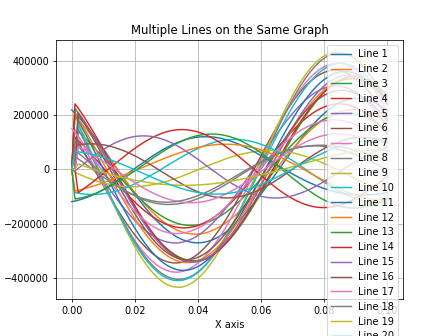 Multiple Lines on the Same Graph
400000
200000
0
−200000
−400000
0.00
0.02
0.04
0.06
X axis
Line 1
Line 2
Line 3
Line 4
Line 5
Line 6
Line 7
Line 8
Line 9
Line 10
Line 11
Line 12
Line 13
Line 14
Line 15
Line 16
Line 17
Line 18
Line 19
Line 20